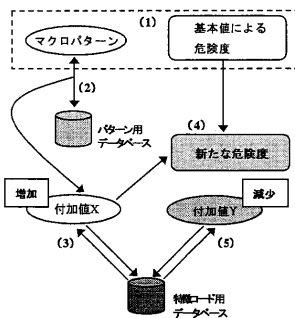 (1)
マクロパターン
基本値による
危険度
(2)
パターン用
データベース
(4)
新たな危険度
増加
付加値X
減少
付加値Y
(3)
(5)
特徴コード用
データベース